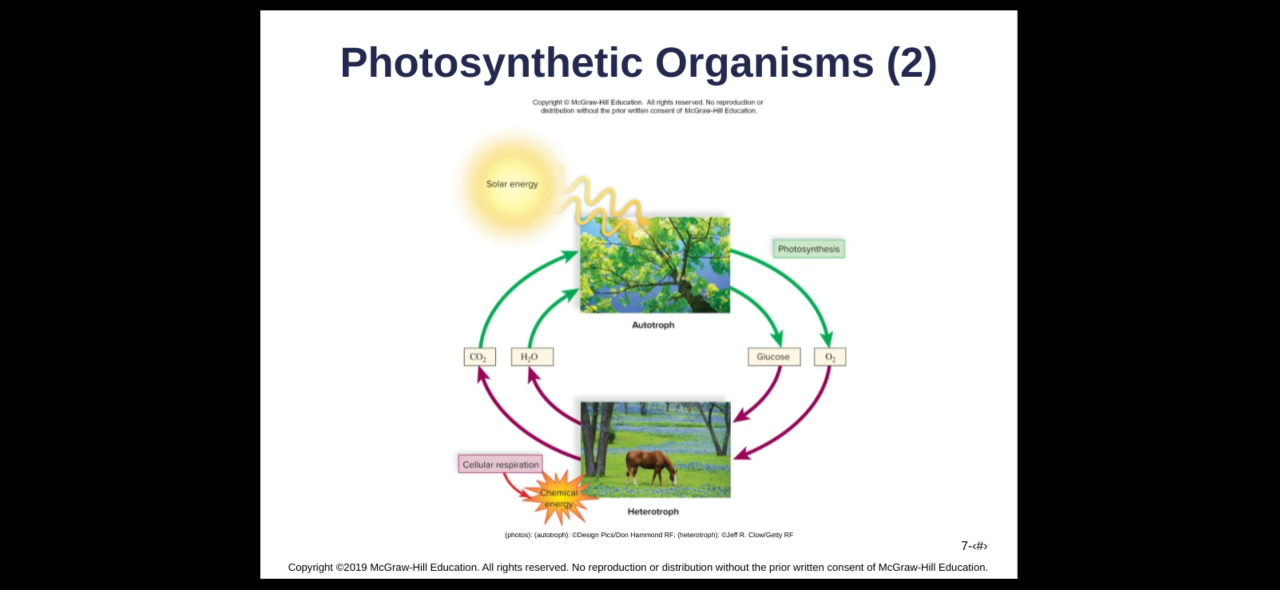 Photosynthetic Organisms (2)
Copyright © McGraw-Hill Education. All rights reserved. No reproduction or
distribution without the prior written consent of McGraw-Hill Education.
Solar energy
Photosynthesis
Autotroph
CO₂
H₂O
Glucose
O₂
Cellular respiration
Chemical
energy
Heterotroph
(photos): (autotroph): ©Design Pics/Don Hammond RF; (heterotroph): ©Jeff R. Clow/Getty RF
7-‹#›
Copyright ©2019 McGraw-Hill Education. All rights reserved. No reproduction or distribution without the prior written consent of McGraw-Hill Education.